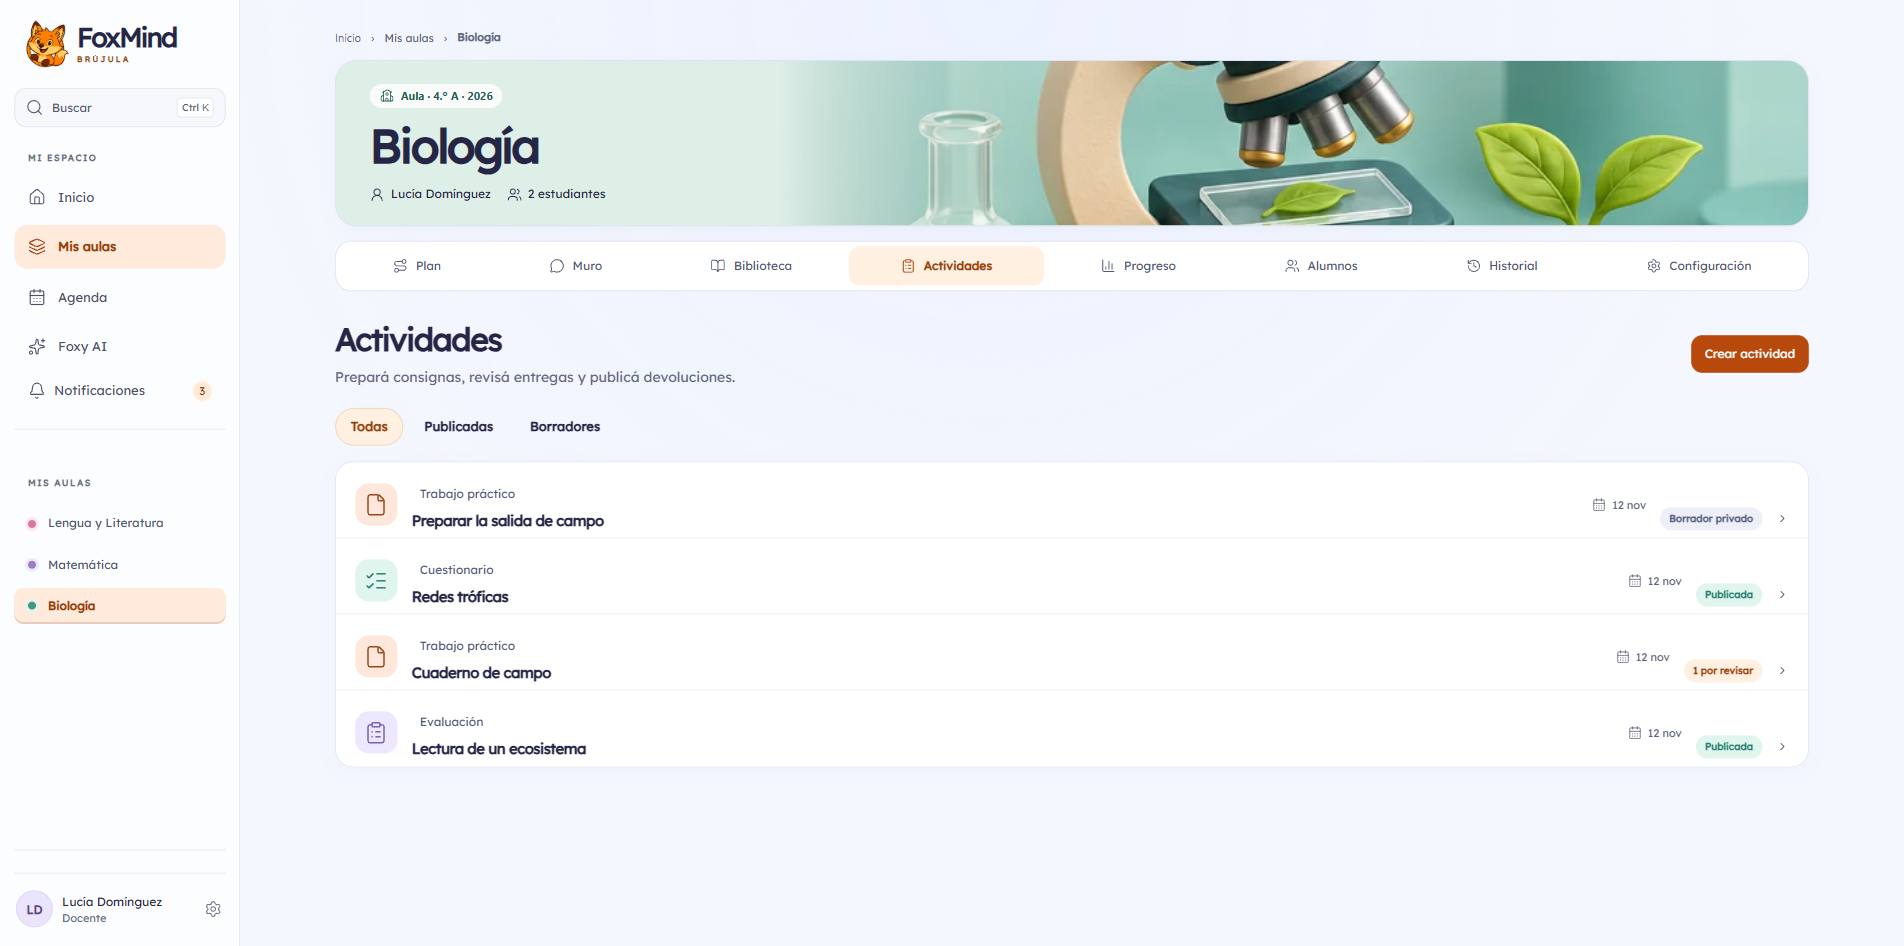 FoxMind
BRÚJULA
Buscar
Ctrl K
MI ESPACIO
Inicio
Mis aulas
Agenda
Foxy AI
Notificaciones
3
MIS AULAS
Lengua y Literatura
Matemática
Biología
LD
Lucía Domínguez
Docente
Inicio › Mis aulas › Biología
Aula · 4.º A · 2026
Biología
Lucía Domínguez 2 estudiantes
Plan
Muro
Biblioteca
Actividades
Progreso
Alumnos
Historial
Configuración
Actividades
Prepará consignas, revisá entregas y publicá devoluciones.
Crear actividad
Todas
Publicadas
Borradores
Trabajo práctico
Preparar la salida de campo
12 nov
Borrador privado
Cuestionario
Redes tróficas
12 nov
Publicada
Trabajo práctico
Cuaderno de campo
12 nov
1 por revisar
Evaluación
Lectura de un ecosistema
12 nov
Publicada